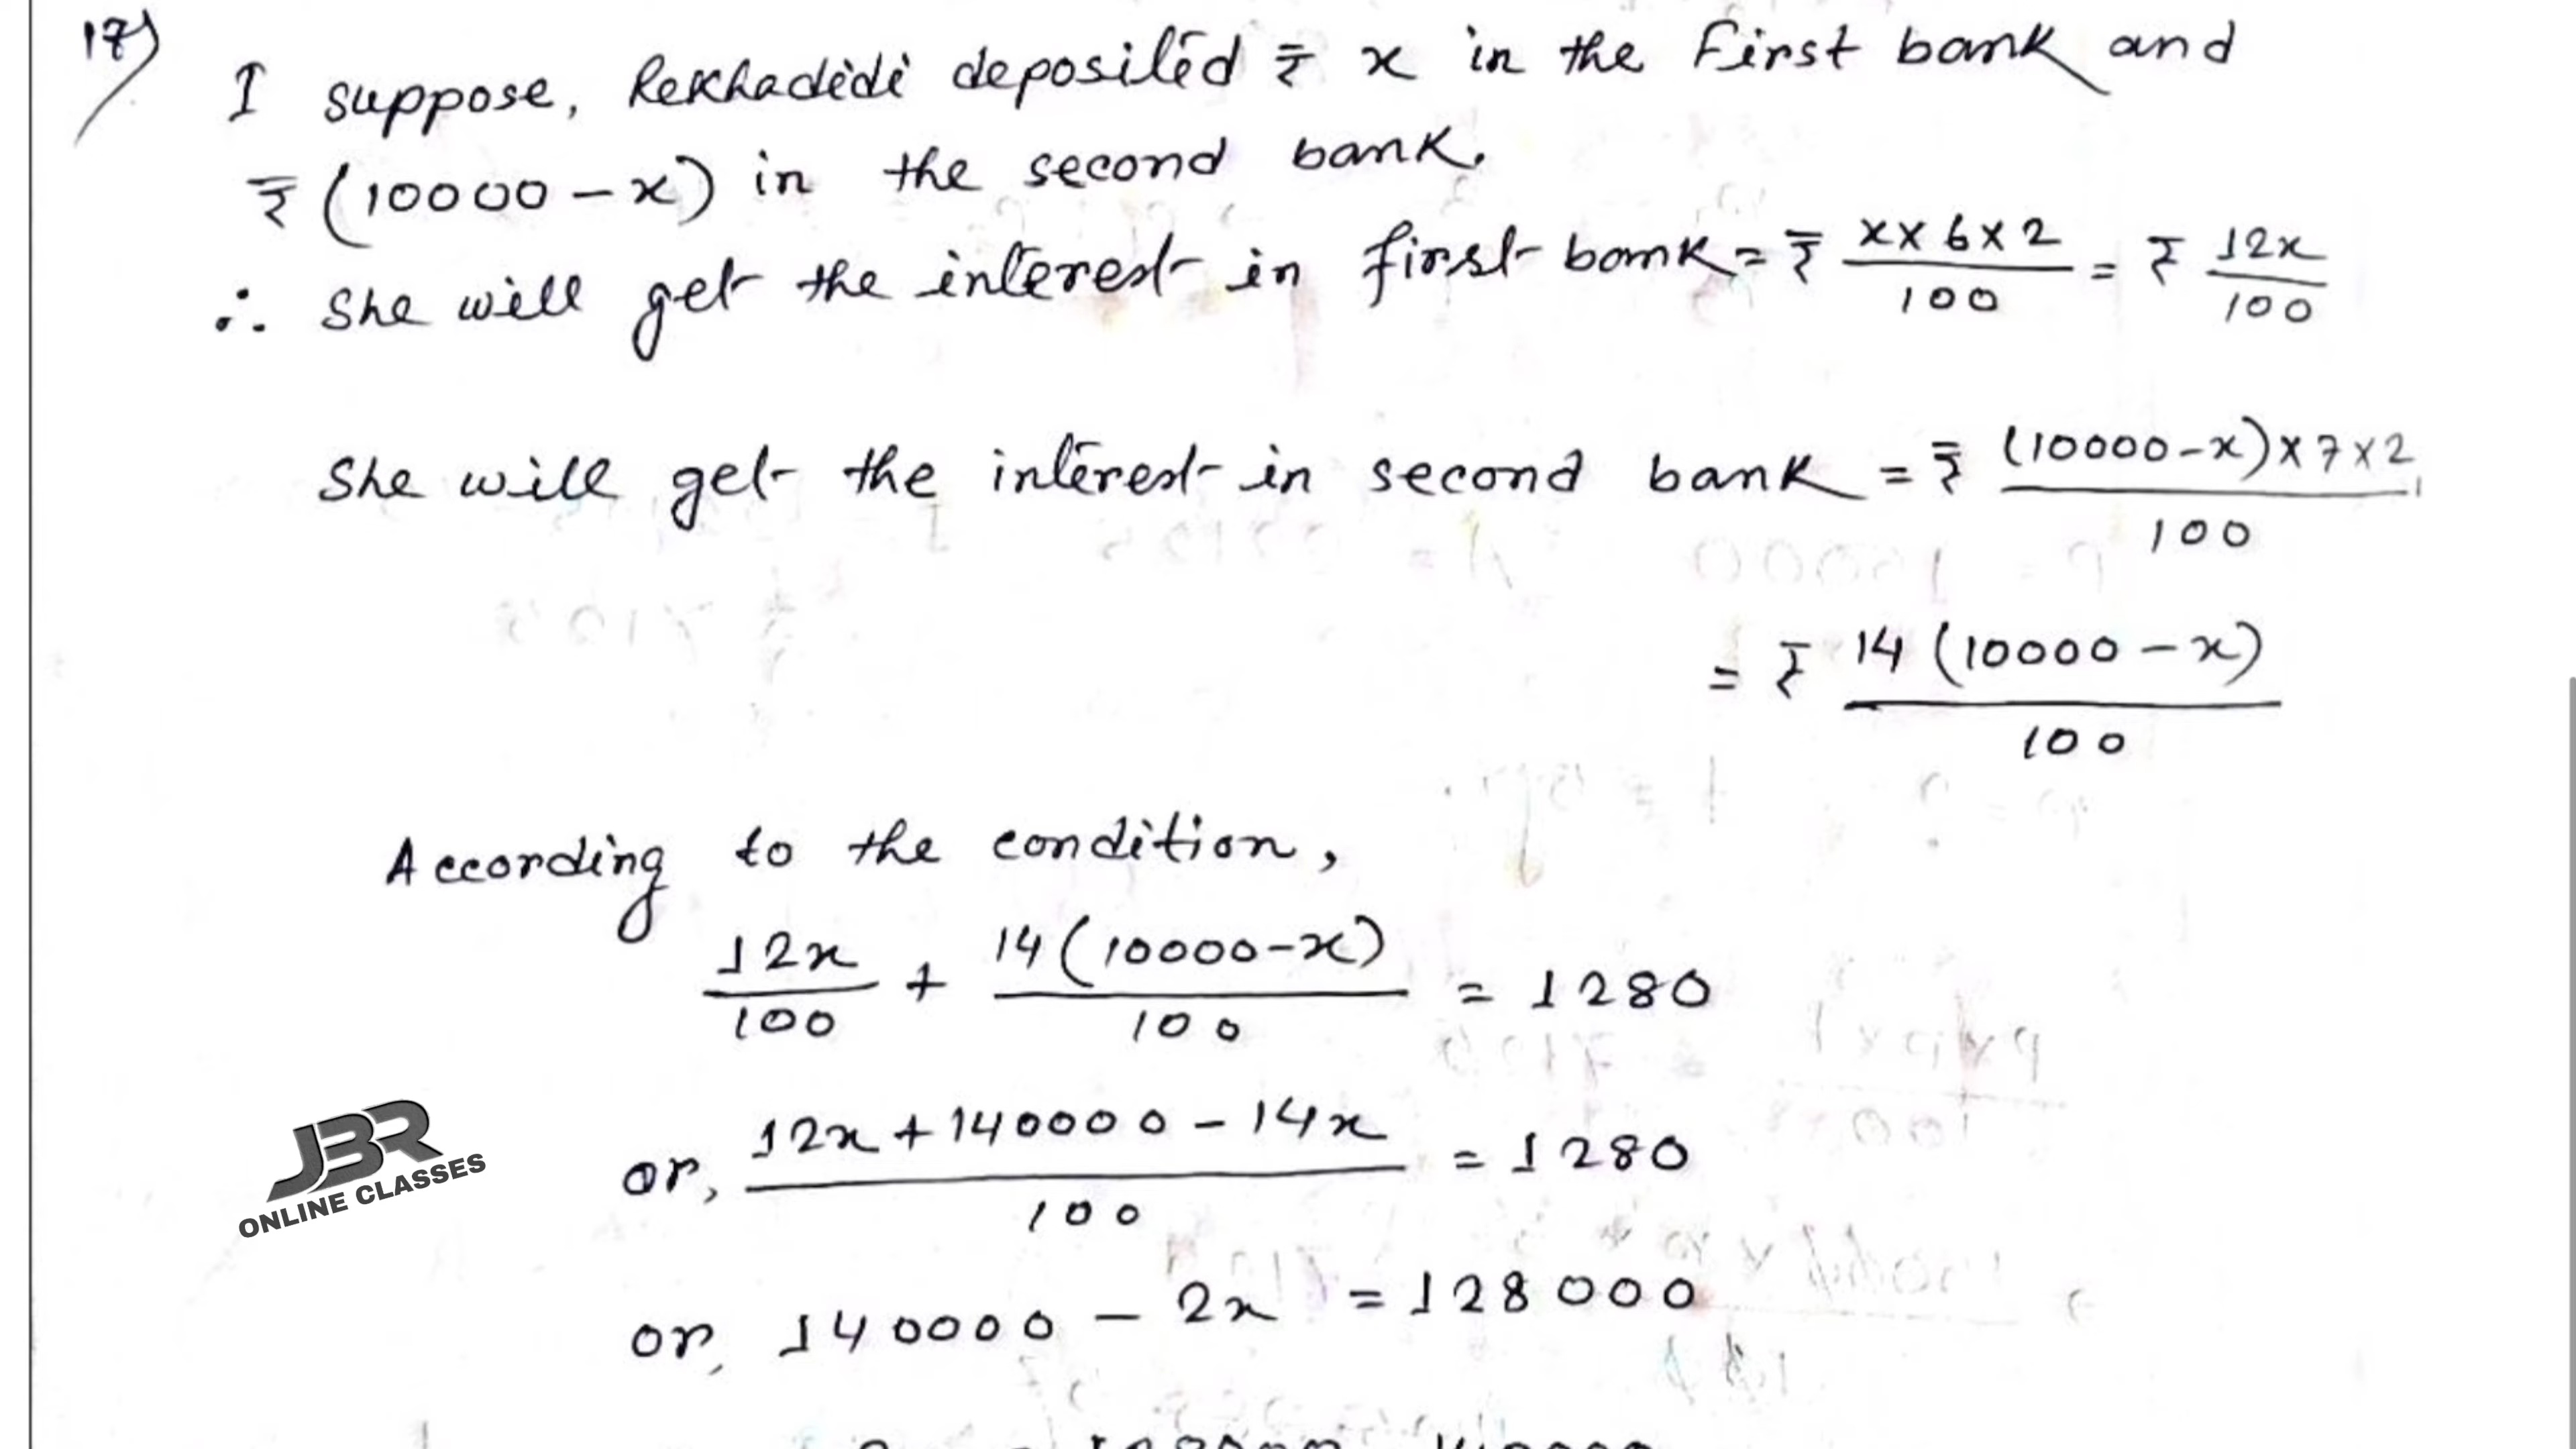 17)
I suppose, Rekhadidi deposited ₹ x in the First bank and
₹ (10000 - x) in the second bank.
∴ She will get the interest in first bank = ₹ x×6×2/100 = ₹ 12x/100
She will get the interest in second bank = ₹ (10000-x)×7×2/100
= ₹ 14(10000-x)/100
According to the condition,
12x/100 + 14(10000-x)/100 = 1280
or, 12x+140000-14x/100 = 1280
or, 140000 - 2x = 128000
JBR
ONLINE CLASSES